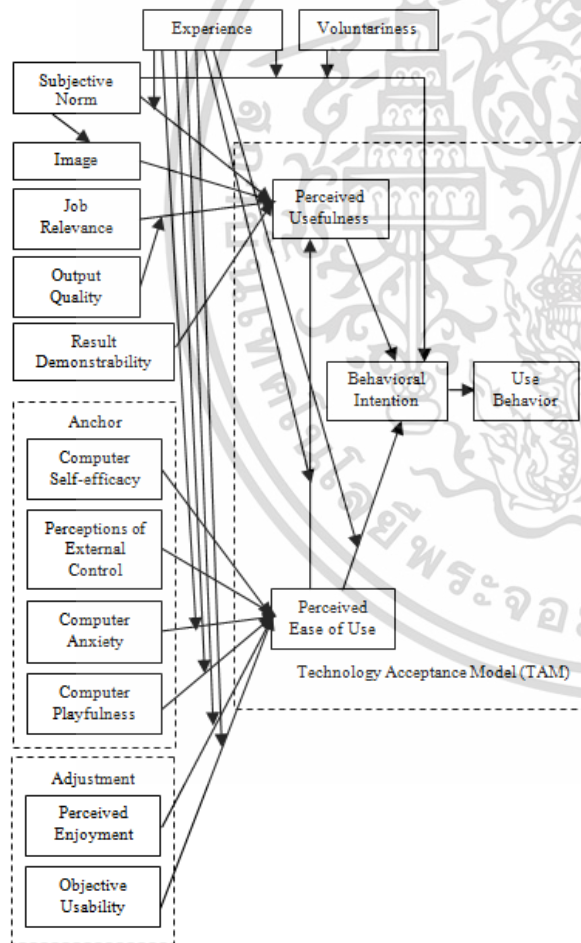 Experience
Voluntariness
Subjective
Norm
Image
Job
Relevance
Output
Quality
Result
Demonstrability
Perceived
Usefulness
Behavioral
Intention
Use
Behavior
Anchor
Computer
Self-efficacy
Perceptions of
External
Control
Computer
Anxiety
Computer
Playfulness
Perceived
Ease of Use
Technology Acceptance Model (TAM)
Adjustment
Perceived
Enjoyment
Objective
Usability